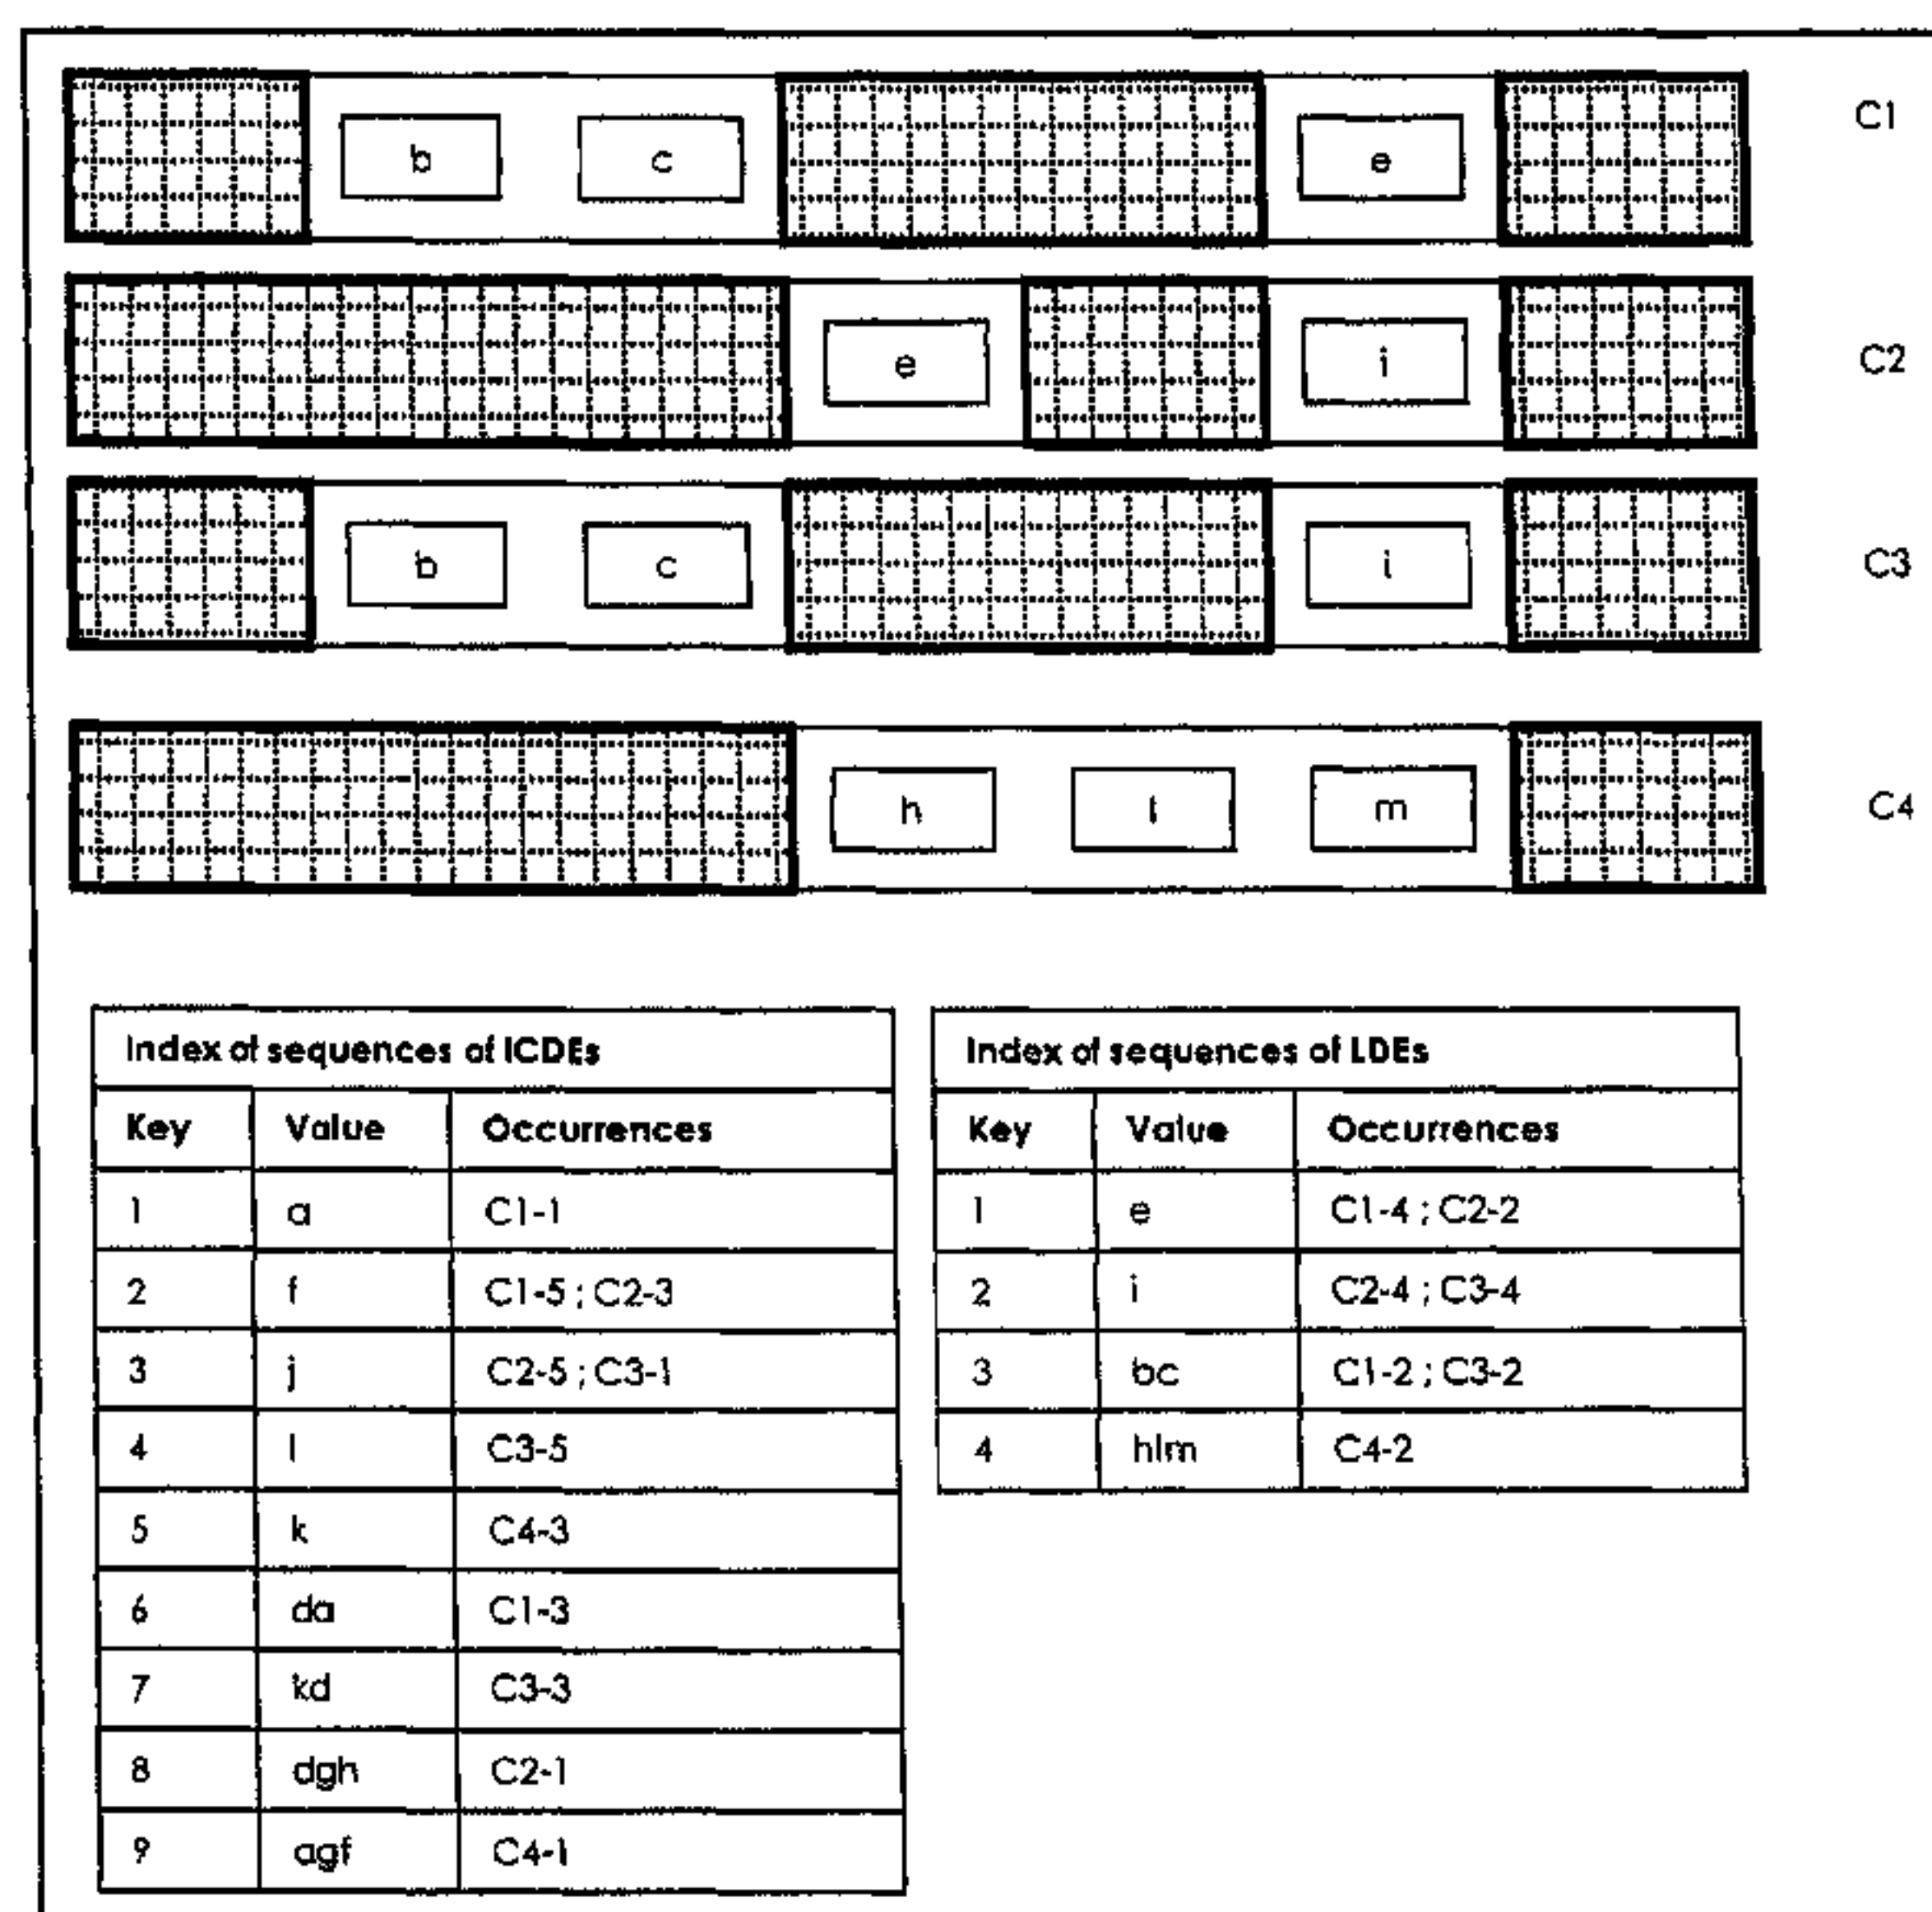 b c e C1
e i C2
b c i C3
h l m C4
Index of sequences of ICDEs
Key Value Occurrences
1 a C1-1
2 f C1-5 ; C2-3
3 j C2-5 ; C3-1
4 l C3-5
5 k C4-3
6 da C1-3
7 kd C3-3
8 dgh C2-1
9 agf C4-1
Index of sequences of LDEs
Key Value Occurrences
1 e C1-4 ; C2-2
2 i C2-4 ; C3-4
3 bc C1-2 ; C3-2
4 hlm C4-2